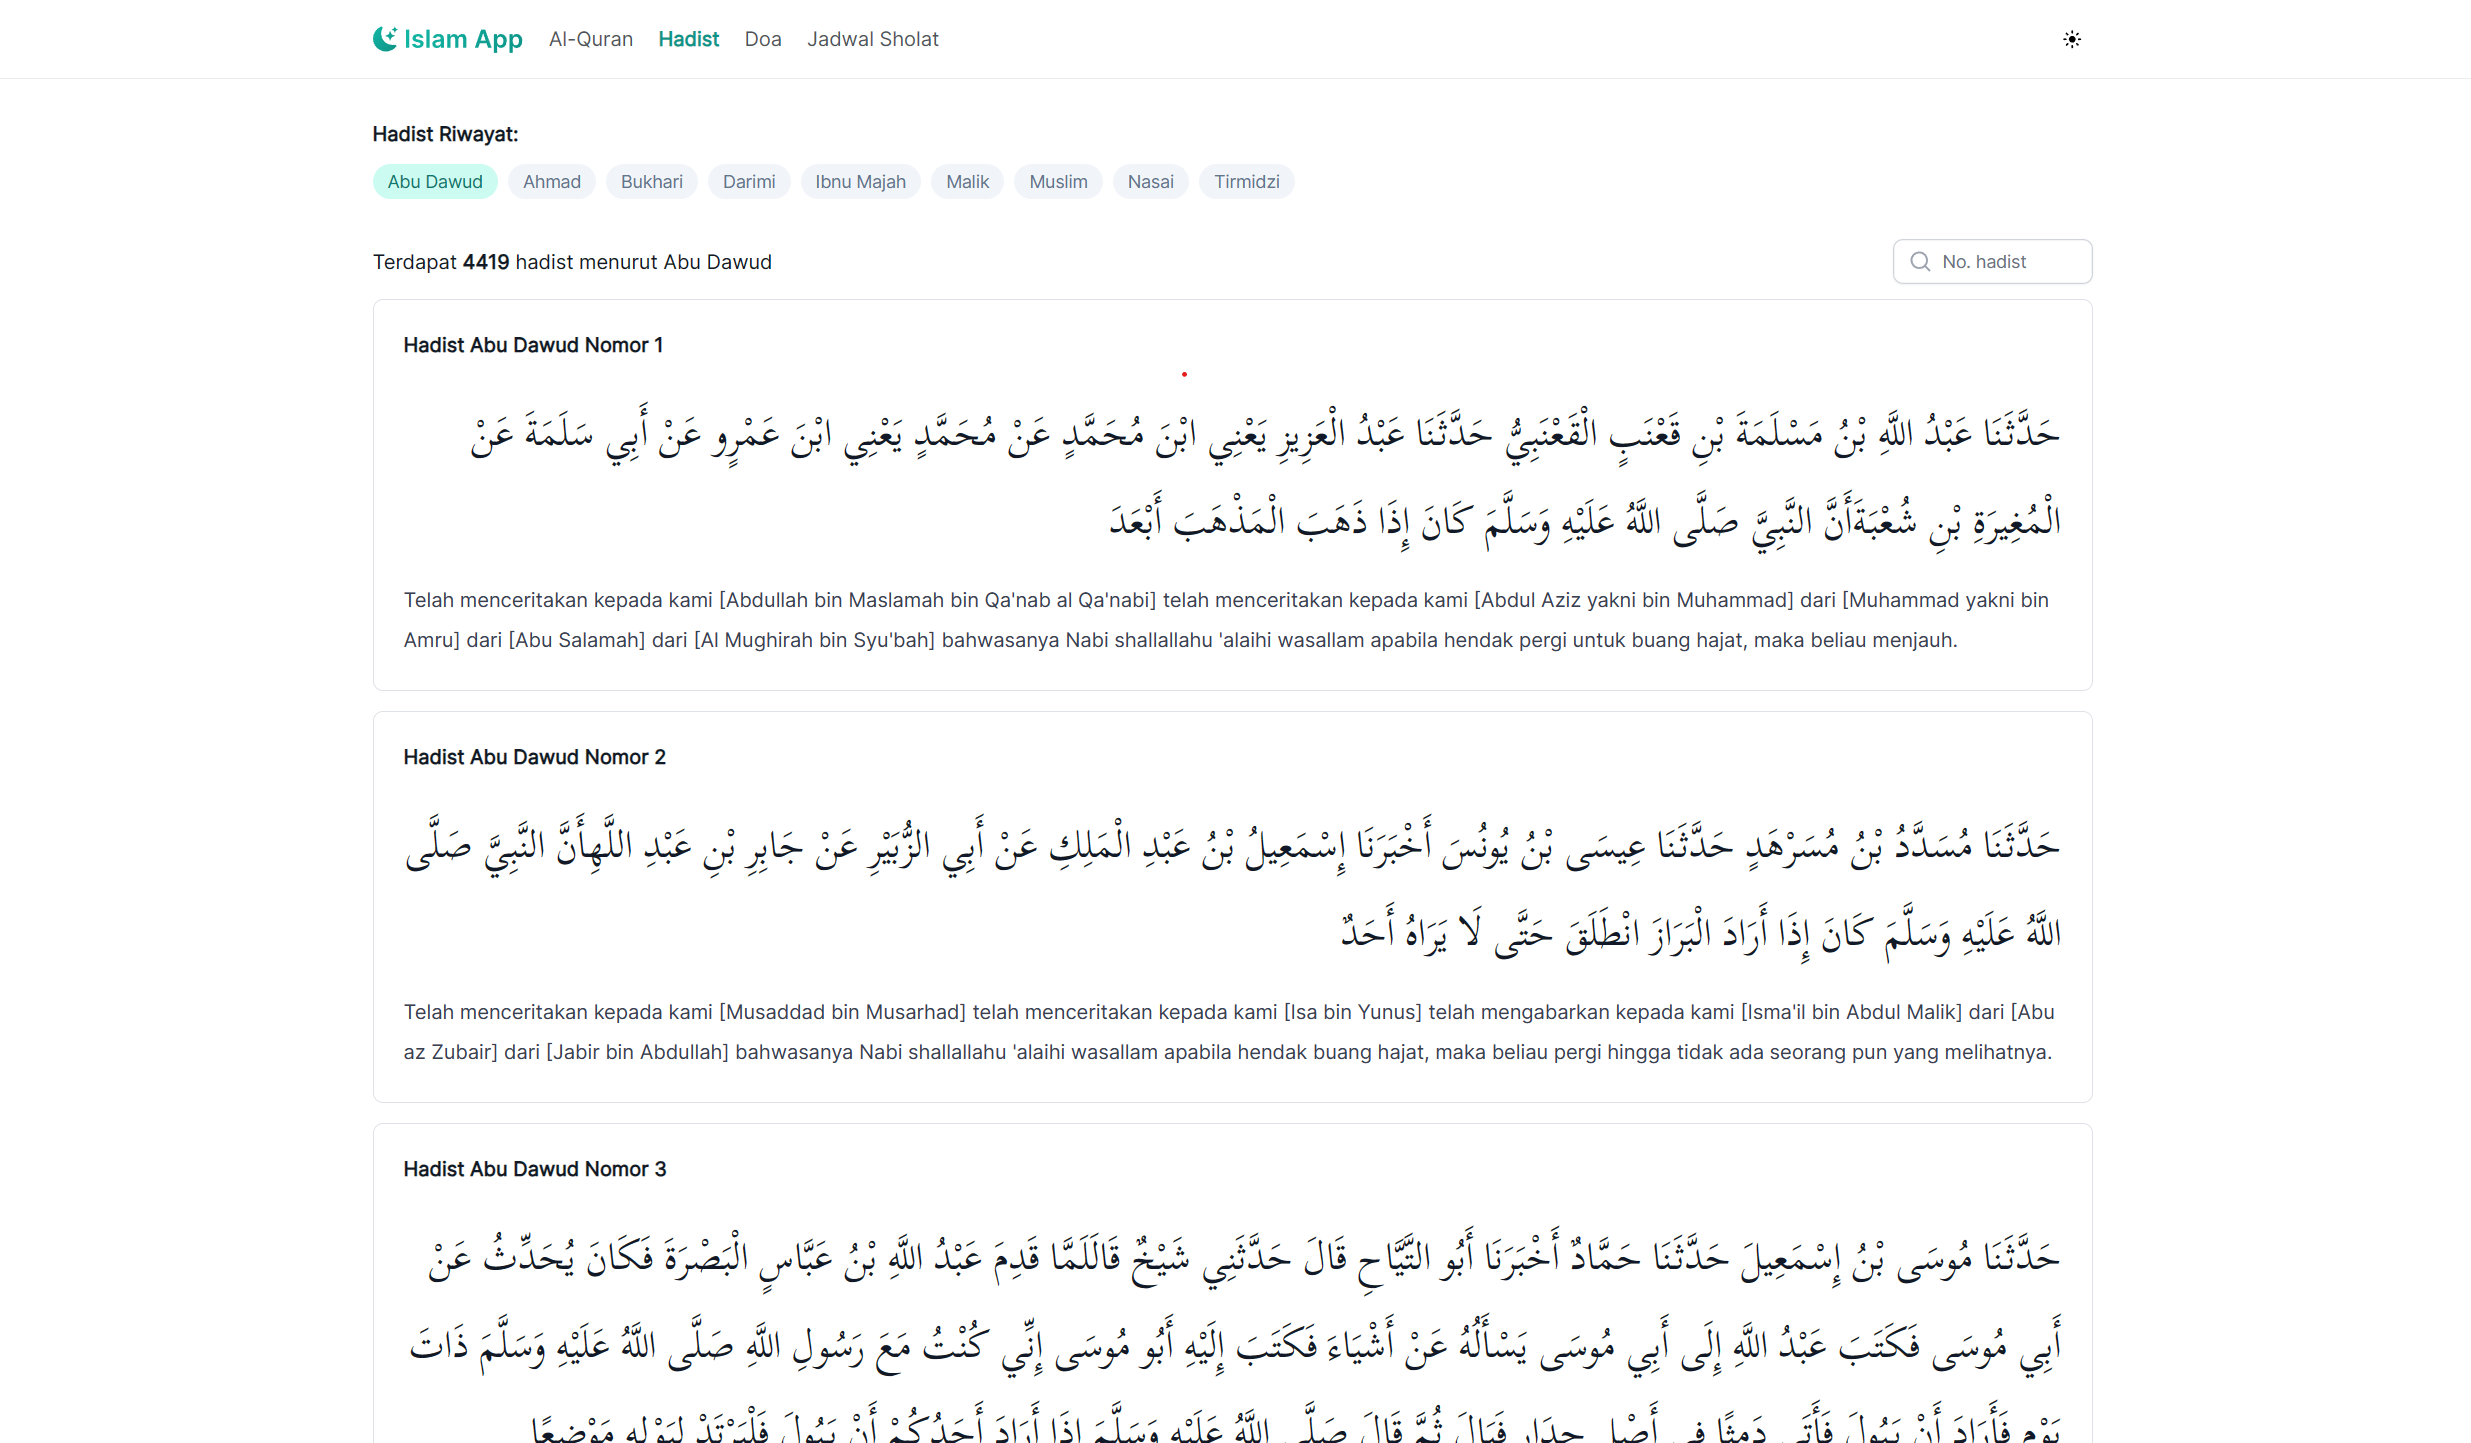 Islam App Al-Quran Hadist Doa Jadwal Sholat
Hadist Riwayat:
Abu Dawud Ahmad Bukhari Darimi Ibnu Majah Malik Muslim Nasai Tirmidzi
Terdapat 4419 hadist menurut Abu Dawud
No. hadist
Hadist Abu Dawud Nomor 1
حَدَّثَنَا عَبْدُ اللَّهِ بْنُ مَسْلَمَةَ بْنِ قَعْنَبٍ الْقَعْنَبِيُّ حَدَّثَنَا عَبْدُ الْعَزِيزِ يَعْنِي ابْنَ مُحَمَّدٍ عَنْ مُحَمَّدٍ يَعْنِي ابْنَ عَمْرٍو عَنْ أَبِي سَلَمَةَ عَنْ
الْمُغِيرَةِ بْنِ شُعْبَةَأَنَّ النَّبِيَّ صَلَّى اللَّهُ عَلَيْهِ وَسَلَّمَ كَانَ إِذَا ذَهَبَ الْمَذْهَبَ أَبْعَدَ
Telah menceritakan kepada kami [Abdullah bin Maslamah bin Qa'nab al Qa'nabi] telah menceritakan kepada kami [Abdul Aziz yakni bin Muhammad] dari [Muhammad yakni bin
Amru] dari [Abu Salamah] dari [Al Mughirah bin Syu'bah] bahwasanya Nabi shallallahu 'alaihi wasallam apabila hendak pergi untuk buang hajat, maka beliau menjauh.
Hadist Abu Dawud Nomor 2
حَدَّثَنَا مُسَدَّدُ بْنُ مُسَرْهَدٍ حَدَّثَنَا عِيسَى بْنُ يُونُسَ أَخْبَرَنَا إِسْمَعِيلُ بْنُ عَبْدِ الْمَلِكِ عَنْ أَبِي الزُّبَيْرِ عَنْ جَابِرِ بْنِ عَبْدِ اللَّهِأَنَّ النَّبِيَّ صَلَّى
اللَّهُ عَلَيْهِ وَسَلَّمَ كَانَ إِذَا أَرَادَ الْبَرَازَ انْطَلَقَ حَتَّى لَا يَرَاهُ أَحَدٌ
Telah menceritakan kepada kami [Musaddad bin Musarhad] telah menceritakan kepada kami [Isa bin Yunus] telah mengabarkan kepada kami [Isma'il bin Abdul Malik] dari [Abu
az Zubair] dari [Jabir bin Abdullah] bahwasanya Nabi shallallahu 'alaihi wasallam apabila hendak buang hajat, maka beliau pergi hingga tidak ada seorang pun yang melihatnya.
Hadist Abu Dawud Nomor 3
حَدَّثَنَا مُوسَى بْنُ إِسْمَعِيلَ حَدَّثَنَا حَمَّادٌ أَخْبَرَنَا أَبُو التَّيَّاحِ قَالَ حَدَّثَنِي شَيْخٌ قَالَلَمَّا قَدِمَ عَبْدُ اللَّهِ بْنُ عَبَّاسٍ الْبَصْرَةَ فَكَانَ يُحَدِّثُ عَنْ
أَبِي مُوسَى فَكَتَبَ عَبْدُ اللَّهِ إِلَى أَبِي مُوسَى يَسْأَلُهُ عَنْ أَشْيَاءَ فَكَتَبَ إِلَيْهِ أَبُو مُوسَى إِنِّي كُنْتُ مَعَ رَسُولِ اللَّهِ صَلَّى اللَّهُ عَلَيْهِ وَسَلَّمَ ذَاتَ
يَوْمٍ فَأَرَادَ أَنْ يَبُولَ فَأَتَى دَمِثًا فِي أَصْلِ جِدَارٍ فَبَالَ ثُمَّ قَالَ صَلَّى اللَّهُ عَلَيْهِ وَسَلَّمَ إِذَا أَرَادَ أَحَدُكُمْ أَنْ يَبُولَ فَلْيَرْتَدْ لِبَوْلِهِ مَوْضِعًا